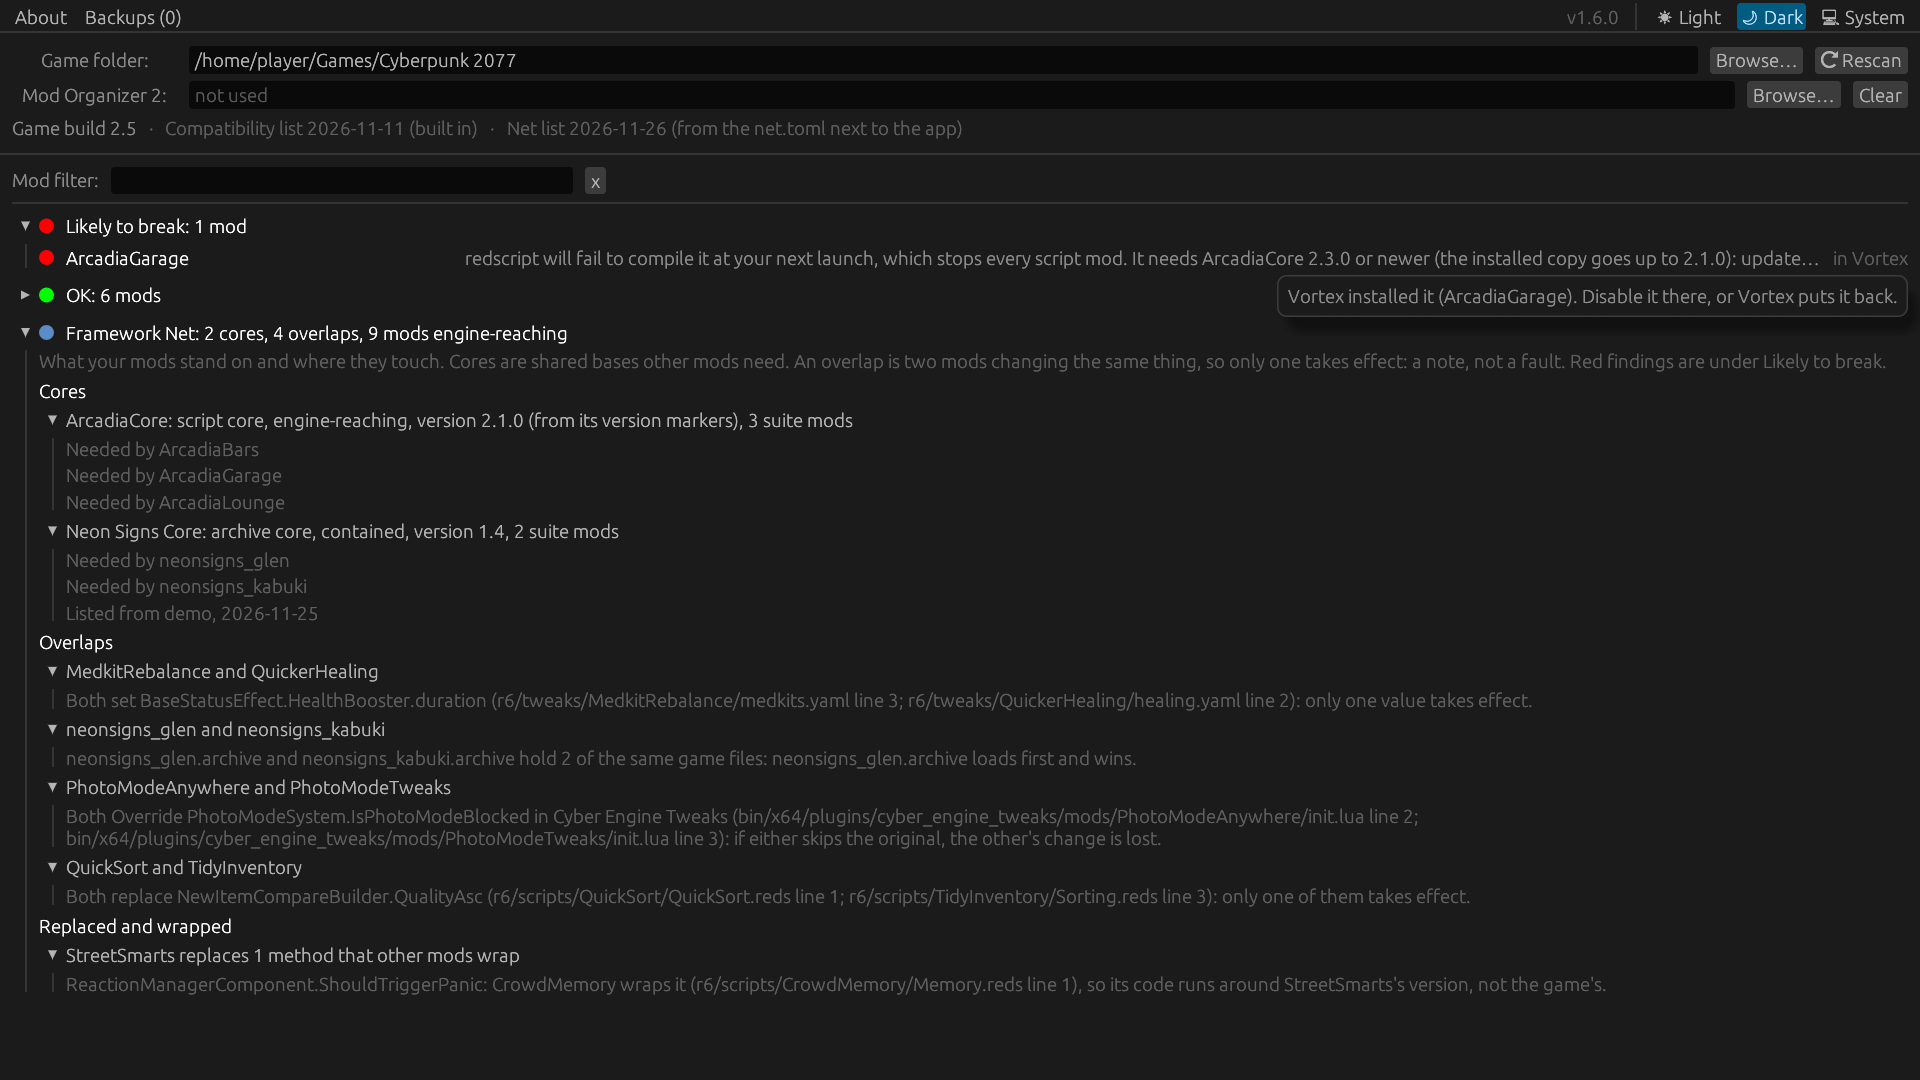 About Backups (0) v1.6.0 Light Dark System
Game folder: /home/player/Games/Cyberpunk 2077 Browse... Rescan
Mod Organizer 2: not used Browse... Clear
Game build 2.5 · Compatibility list 2026-11-11 (built in) · Net list 2026-11-26 (from the net.toml next to the app)
Mod filter: x
Likely to break: 1 mod
ArcadiaGarage redscript will fail to compile it at your next launch, which stops every script mod. It needs ArcadiaCore 2.3.0 or newer (the installed copy goes up to 2.1.0): update... in Vortex
OK: 6 mods
Vortex installed it (ArcadiaGarage). Disable it there, or Vortex puts it back.
Framework Net: 2 cores, 4 overlaps, 9 mods engine-reaching
What your mods stand on and where they touch. Cores are shared bases other mods need. An overlap is two mods changing the same thing, so only one takes effect: a note, not a fault. Red findings are under Likely to break.
Cores
ArcadiaCore: script core, engine-reaching, version 2.1.0 (from its version markers), 3 suite mods
Needed by ArcadiaBars
Needed by ArcadiaGarage
Needed by ArcadiaLounge
Neon Signs Core: archive core, contained, version 1.4, 2 suite mods
Needed by neonsigns_glen
Needed by neonsigns_kabuki
Listed from demo, 2026-11-25
Overlaps
MedkitRebalance and QuickerHealing
Both set BaseStatusEffect.HealthBooster.duration (r6/tweaks/MedkitRebalance/medkits.yaml line 3; r6/tweaks/QuickerHealing/healing.yaml line 2): only one value takes effect.
neonsigns_glen and neonsigns_kabuki
neonsigns_glen.archive and neonsigns_kabuki.archive hold 2 of the same game files: neonsigns_glen.archive loads first and wins.
PhotoModeAnywhere and PhotoModeTweaks
Both Override PhotoModeSystem.IsPhotoModeBlocked in Cyber Engine Tweaks (bin/x64/plugins/cyber_engine_tweaks/mods/PhotoModeAnywhere/init.lua line 2;
bin/x64/plugins/cyber_engine_tweaks/mods/PhotoModeTweaks/init.lua line 3): if either skips the original, the other's change is lost.
QuickSort and TidyInventory
Both replace NewItemCompareBuilder.QualityAsc (r6/scripts/QuickSort/QuickSort.reds line 1; r6/scripts/TidyInventory/Sorting.reds line 3): only one of them takes effect.
Replaced and wrapped
StreetSmarts replaces 1 method that other mods wrap
ReactionManagerComponent.ShouldTriggerPanic: CrowdMemory wraps it (r6/scripts/CrowdMemory/Memory.reds line 1), so its code runs around StreetSmarts's version, not the game's.